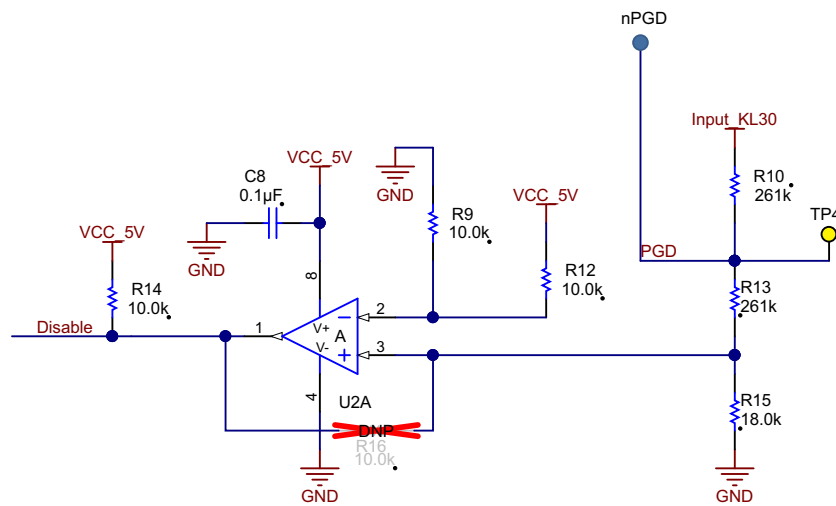 nPGD
Input_KL30
R10
261k
TP4
PGD
R13
261k
R15
18.0k
GND
VCC_5V
C8
0.1µF
GND
VCC_5V
R14
10.0k
Disable
GND
R9
10.0k
VCC_5V
R12
10.0k
8
2
V+
A
1
V-
3
4
U2A
DNP
R16
10.0k
GND